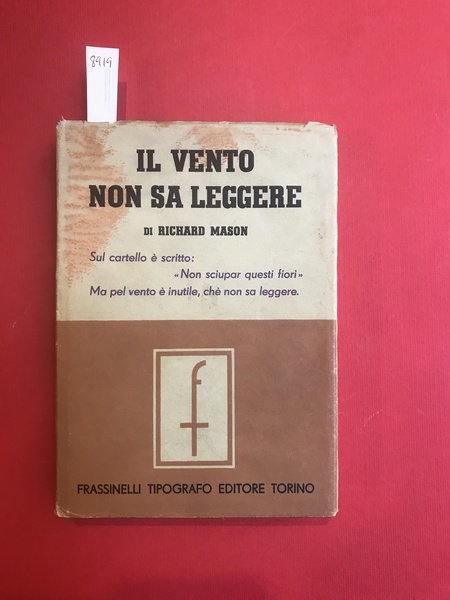 8919
IL VENTO
NON SA LEGGERE
DI RICHARD MASON
Sul cartello è scritto:
«Non sciupar questi fiori»
Ma pel vento è inutile, chè non sa leggere.
f
FRASSINELLI TIPOGRAFO EDITORE TORINO